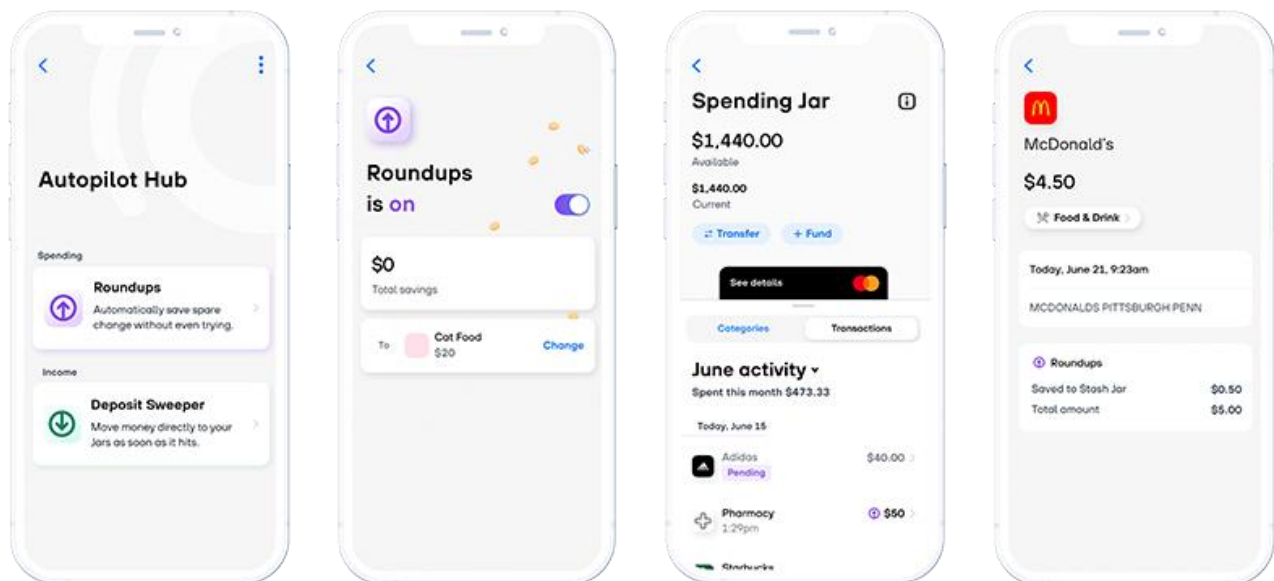 Autopilot Hub
Spending
Roundups
Automatically save spare
change without even trying.
Income
Deposit Sweeper
Move money directly to your
Jars as soon as it hits.
Roundups
is on
$0
Total savings
To
Cat Food
$20
Change
Spending Jar
$1,440.00
Available
$1,440.00
Current
Transfer
+ Fund
See details
Categories
Transactions
June activity
Spent this month $473.33
Today, June 15
Adidas
$40.00
Pending
Pharmacy
$50
1:29pm
Starbucks
McDonald's
$4.50
Food & Drink
Today, June 21, 9:23am
MCDONALDS PITTSBURGH PENN
Roundups
Saved to Stash Jar $0.50
Total amount $5.00